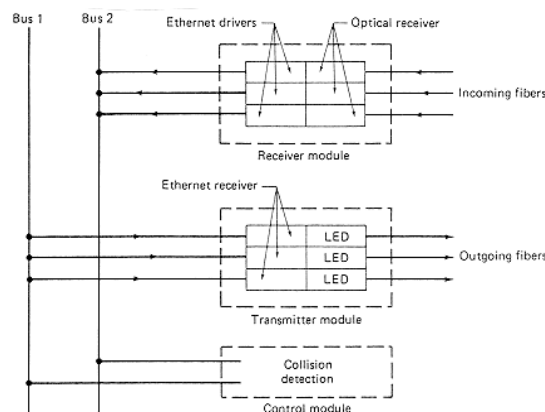 Bus 1
Bus 2
Ethernet drivers
Optical receiver
Incoming fibers
Receiver module
Ethernet receiver
LED
LED
Outgoing fibers
LED
Transmitter module
Collision
detection
Control module